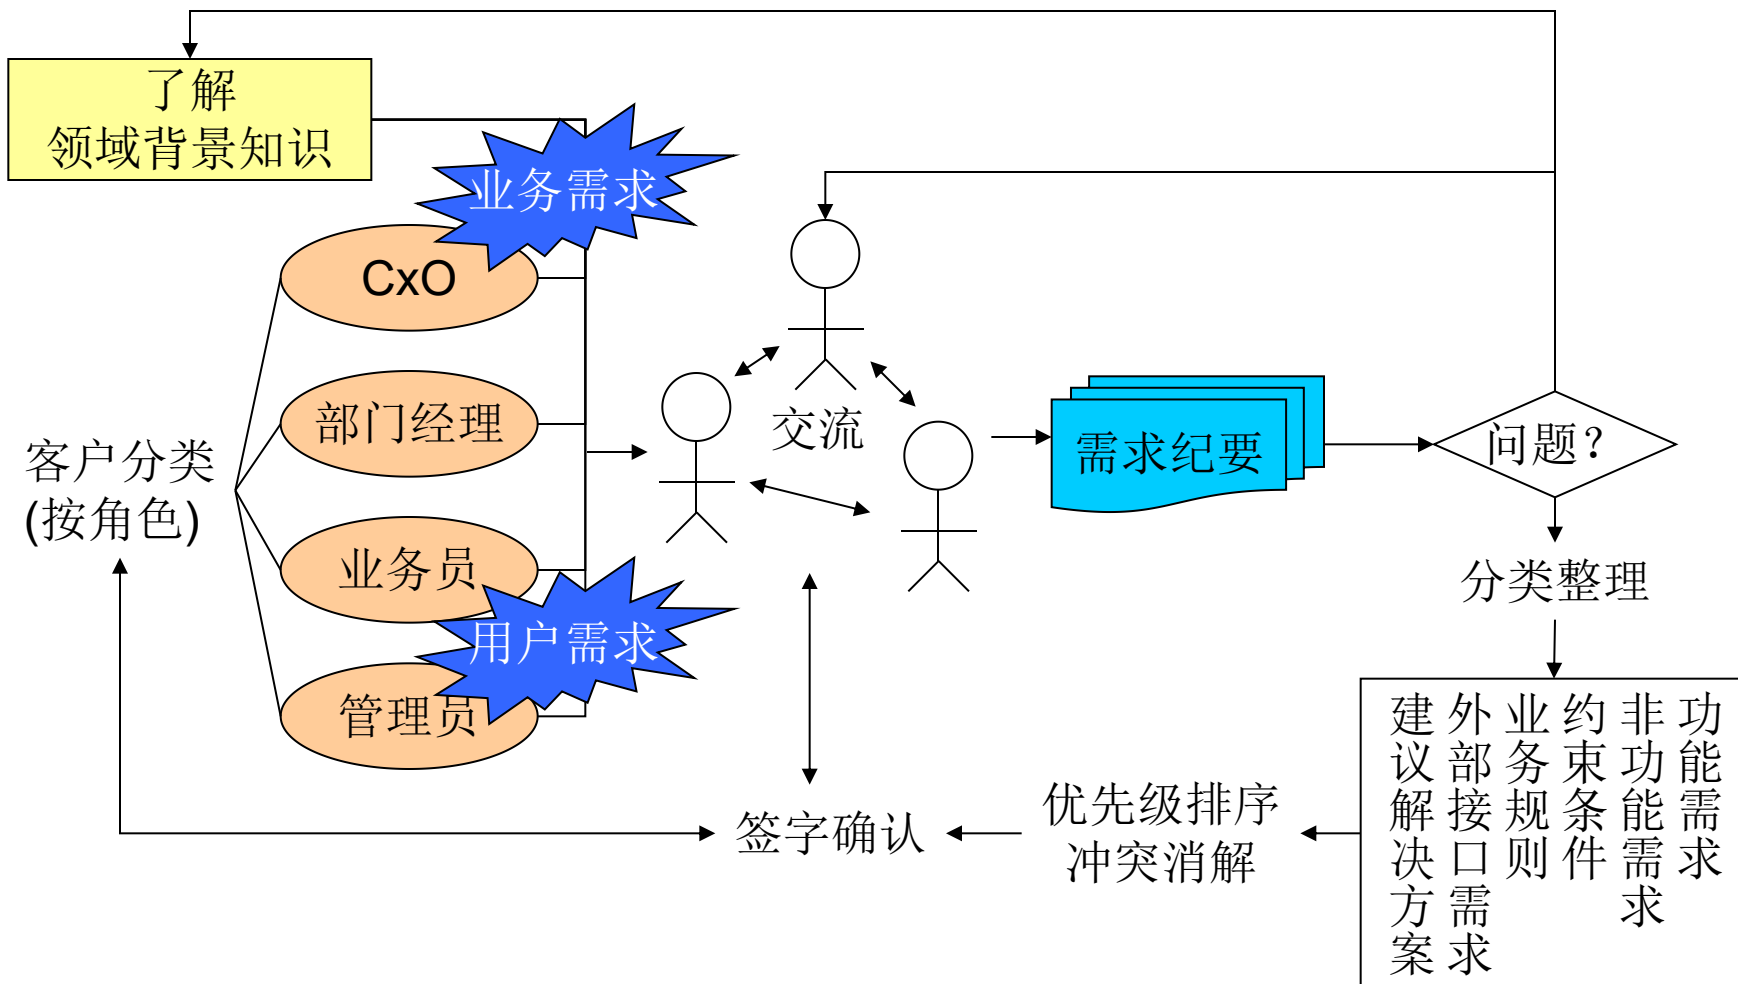 了解
领域背景知识
业务需求
CxO
部门经理
客户分类
(按角色)
业务员
用户需求
管理员
交流
需求纪要
问题？
分类整理
功能需求
非功能需求
约束条件
业务规则
外部接口需求
建议解决方案
优先级排序
冲突消解
签字确认